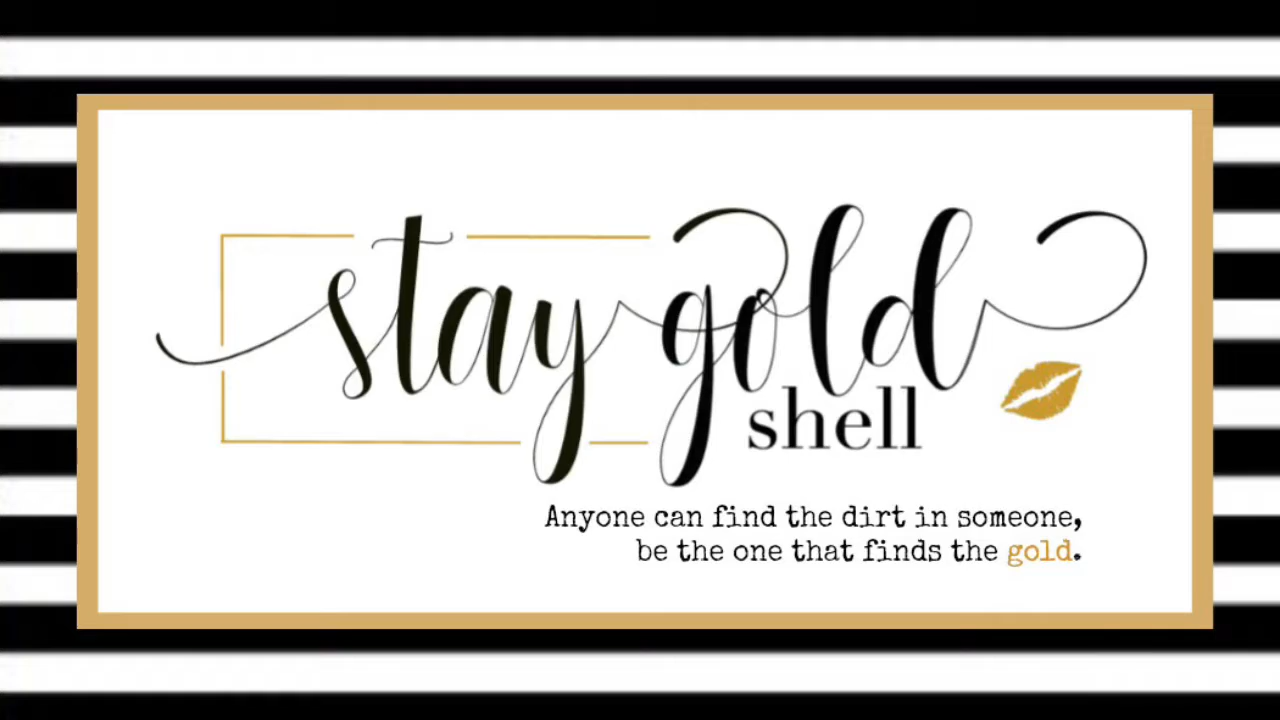 stay gold
shell
Anyone can find the dirt in someone,
be the one that finds the gold.